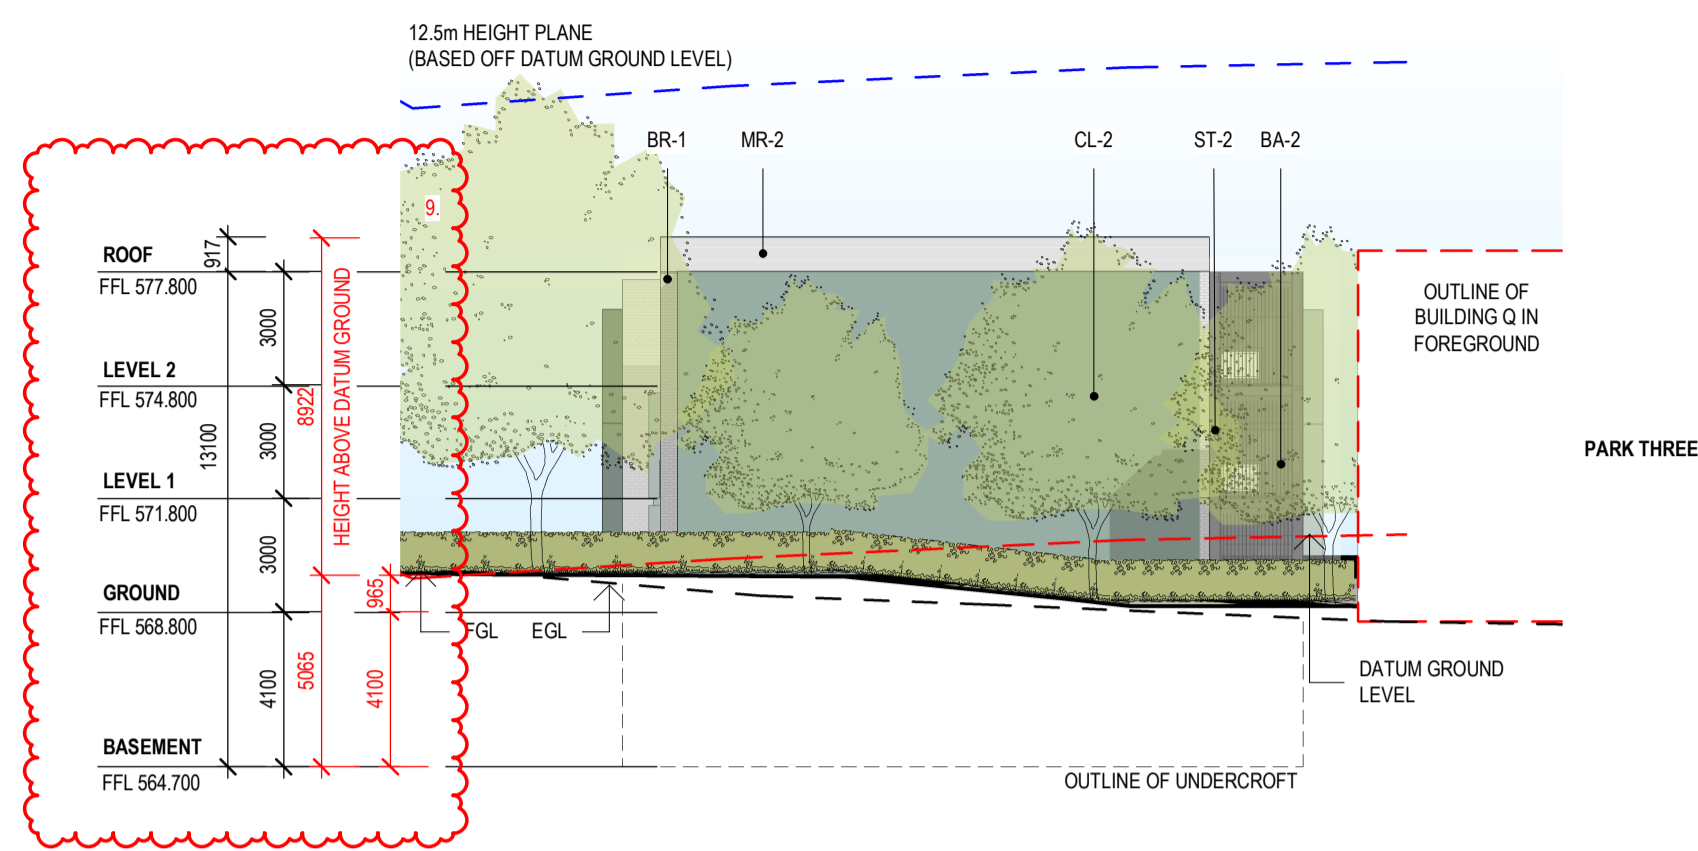 12.5m HEIGHT PLANE
(BASED OFF DATUM GROUND LEVEL)
BR-1
MR-2
CL-2
ST-2
BA-2
9.
ROOF
FFL 577.800
LEVEL 2
FFL 574.800
LEVEL 1
FFL 571.800
GROUND
FFL 568.800
BASEMENT
FFL 564.700
917
13100
3000
3000
3000
4100
8922
5065
HEIGHT ABOVE DATUM GROUND
965
4100
FGL
EGL
OUTLINE OF
BUILDING Q IN
FOREGROUND
PARK THREE
DATUM GROUND
LEVEL
OUTLINE OF UNDERCROFT